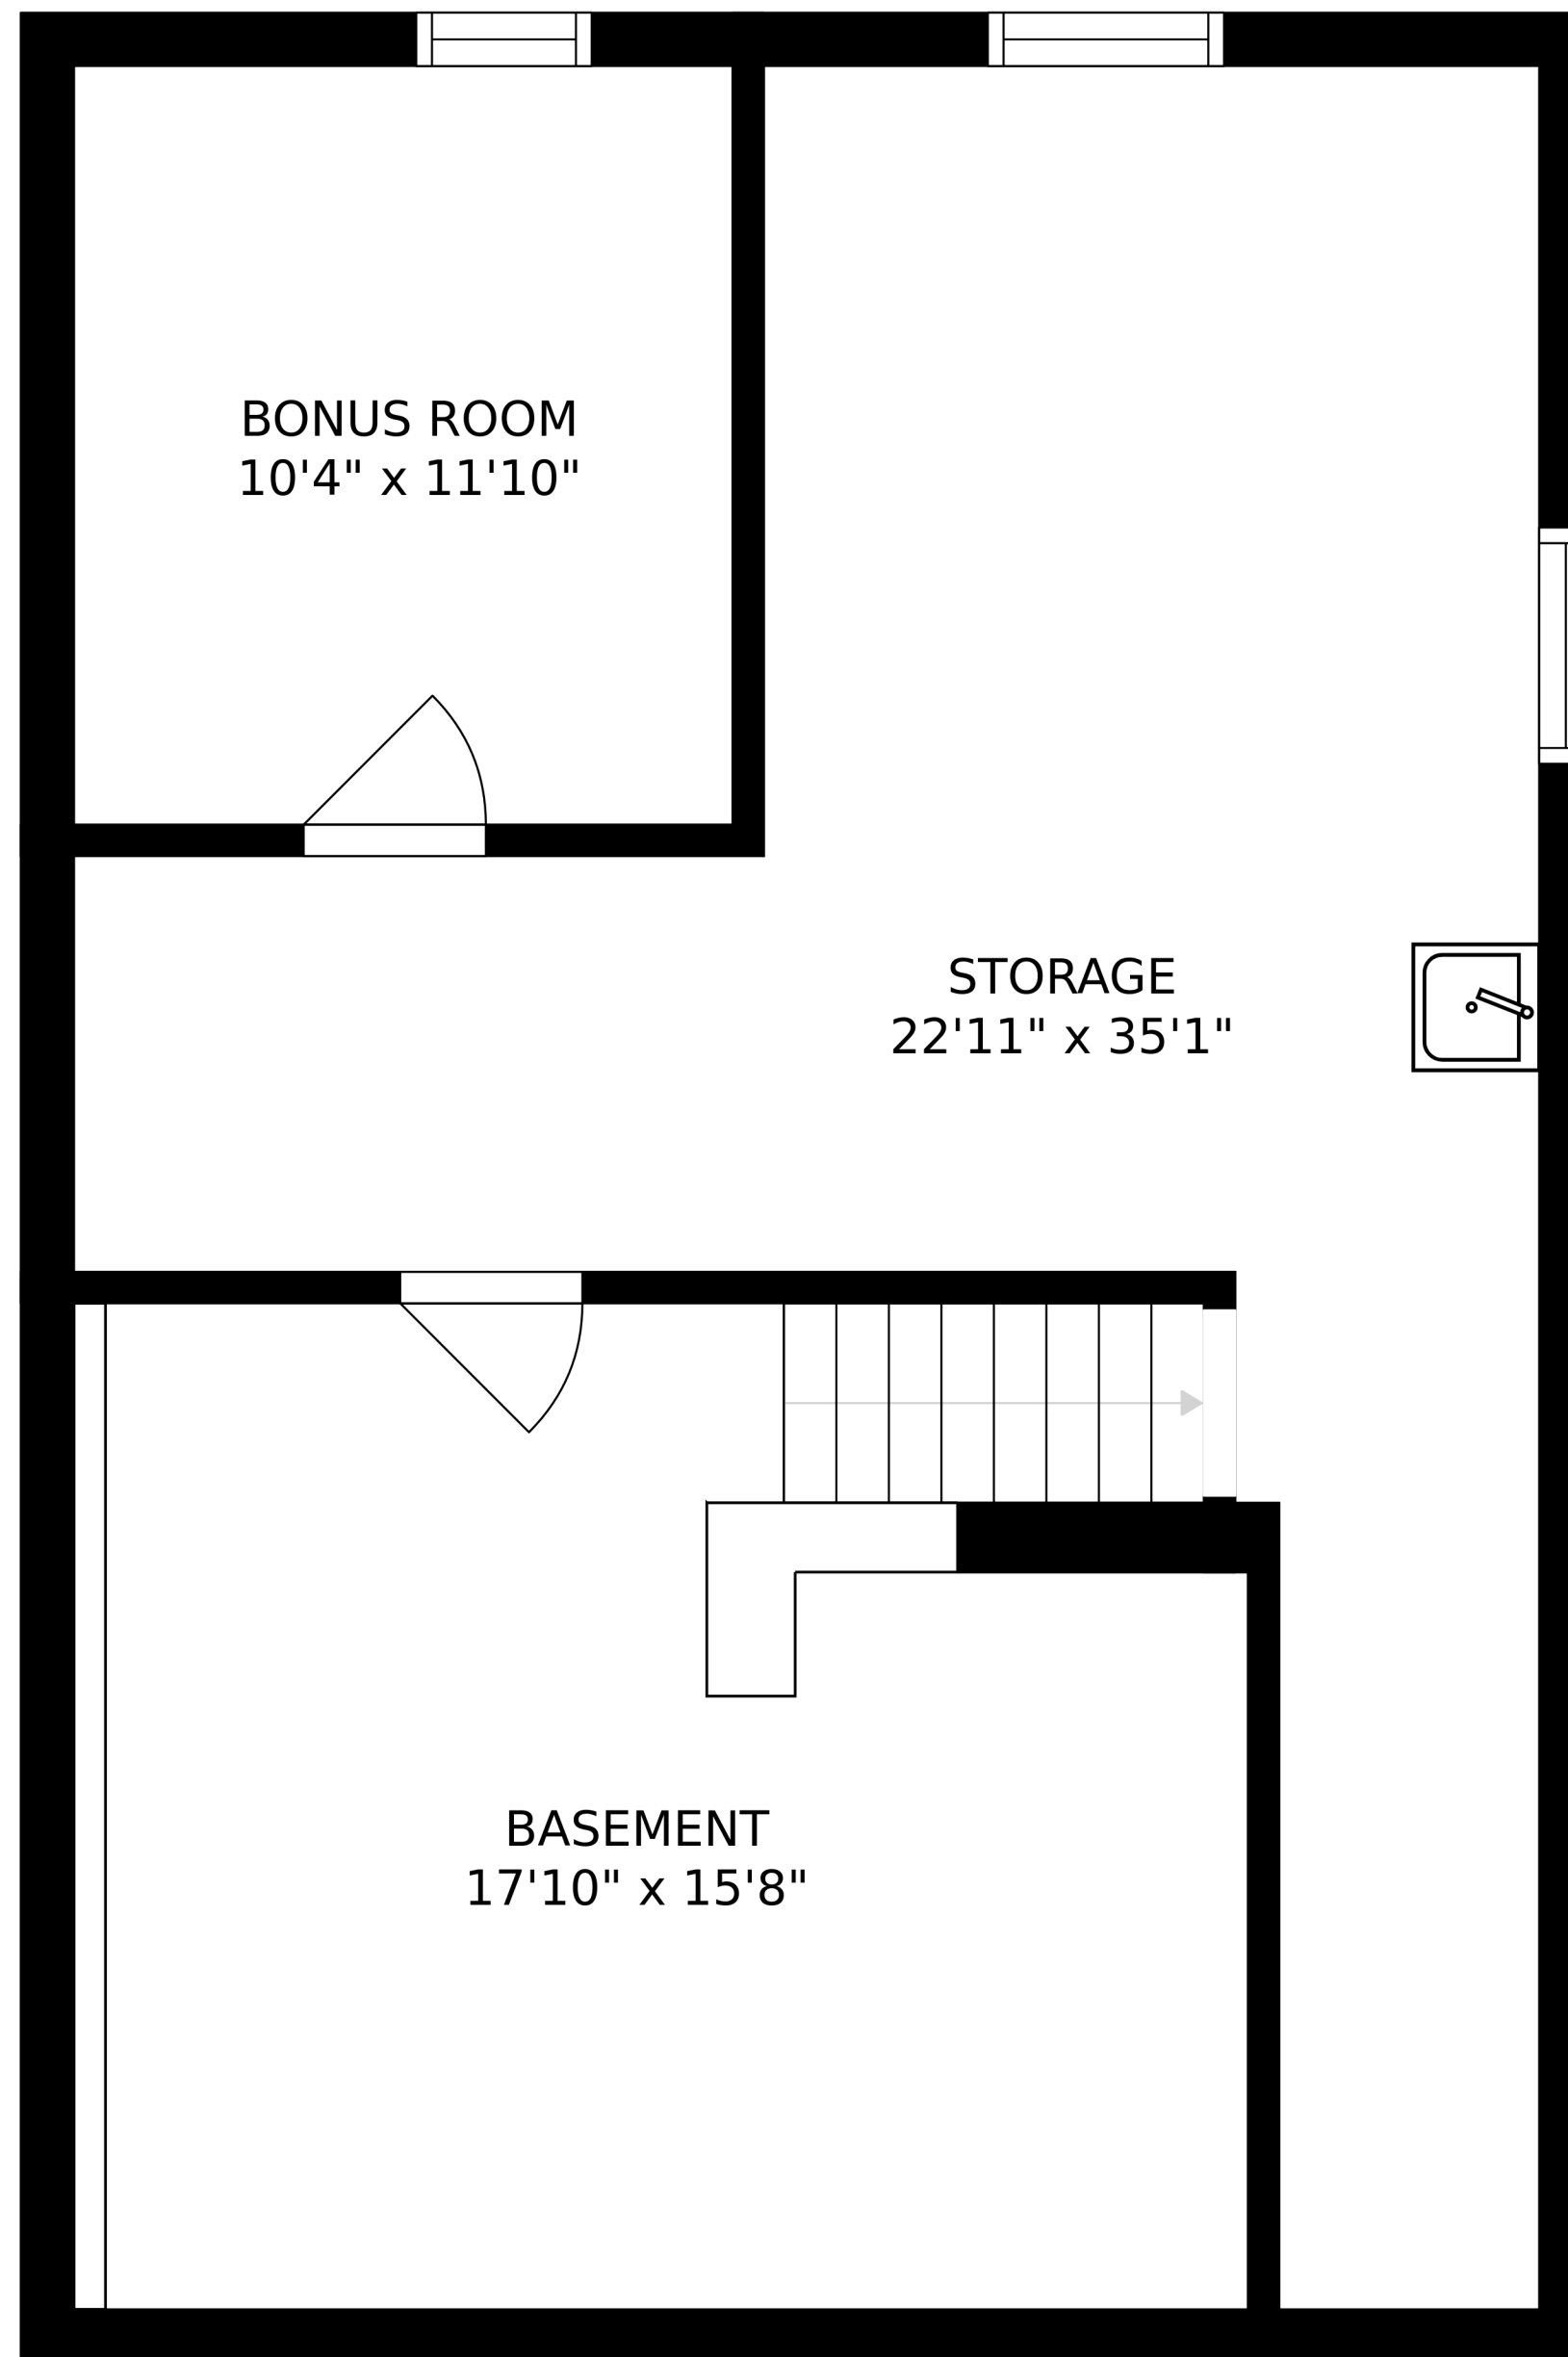 BONUS ROOM
10'4" x 11'10"
STORAGE
22'11" x 35'1"
BASEMENT
17'10" x 15'8"